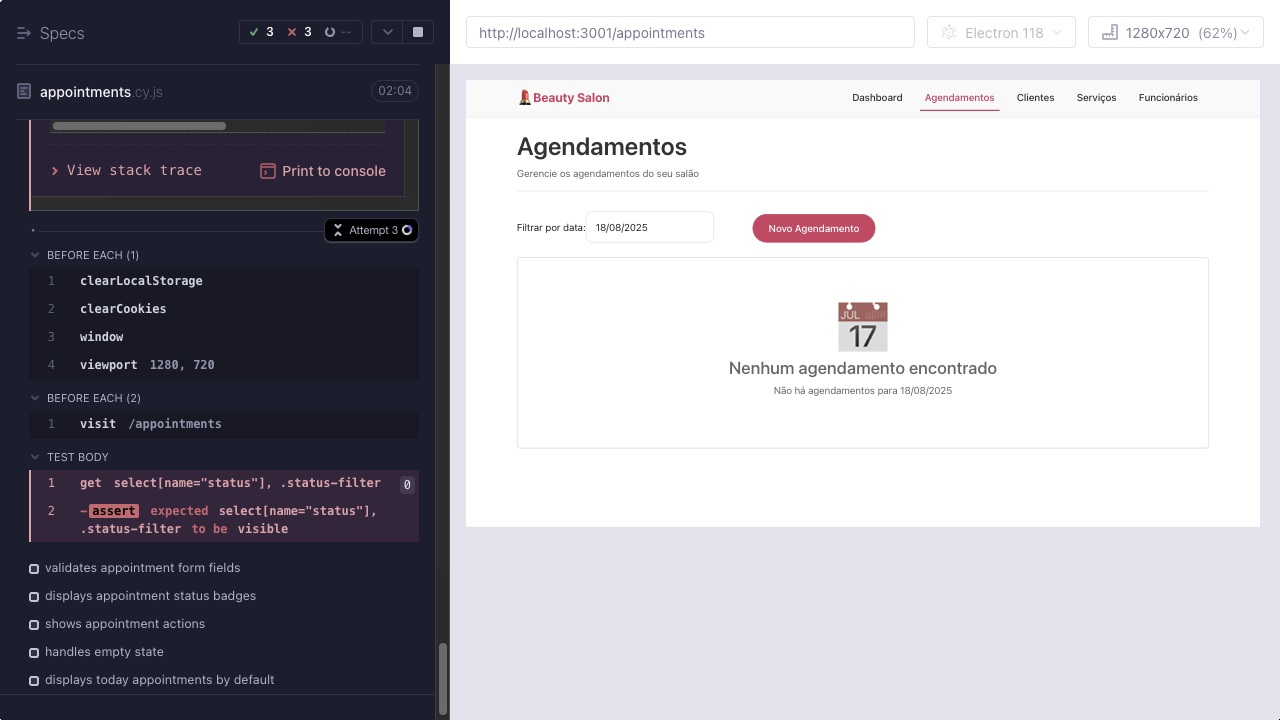 Specs
3
3
--
appointments.cy.js
02:04
View stack trace
Print to console
Attempt 3
BEFORE EACH (1)
1 clearLocalStorage
2 clearCookies
3 window
4 viewport 1280, 720
BEFORE EACH (2)
1 visit /appointments
TEST BODY
1 get select[name="status"], .status-filter 0
2 -assert expected select[name="status"],
.status-filter to be visible
validates appointment form fields
displays appointment status badges
shows appointment actions
handles empty state
displays today appointments by default
http://localhost:3001/appointments
Electron 118
1280x720 (62%)
Beauty Salon
Dashboard
Agendamentos
Clientes
Serviços
Funcionários
Agendamentos
Gerencie os agendamentos do seu salão
Filtrar por data:
18/08/2025
Novo Agendamento
JUL
17
Nenhum agendamento encontrado
Não há agendamentos para 18/08/2025